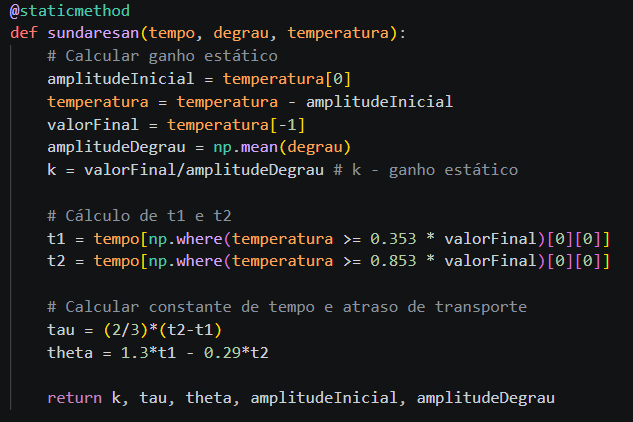 @staticmethod
def sundaresan(tempo, degrau, temperatura):
    # Calcular ganho estático
    amplitudeInicial = temperatura[0]
    temperatura = temperatura - amplitudeInicial
    valorFinal = temperatura[-1]
    amplitudeDegrau = np.mean(degrau)
    k = valorFinal/amplitudeDegrau # k - ganho estático
    # Cálculo de t1 e t2
    t1 = tempo[np.where(temperatura >= 0.353 * valorFinal)[0][0]]
    t2 = tempo[np.where(temperatura >= 0.853 * valorFinal)[0][0]]
    # Calcular constante de tempo e atraso de transporte
    tau = (2/3)*(t2-t1)
    theta = 1.3*t1 - 0.29*t2
    return k, tau, theta, amplitudeInicial, amplitudeDegrau